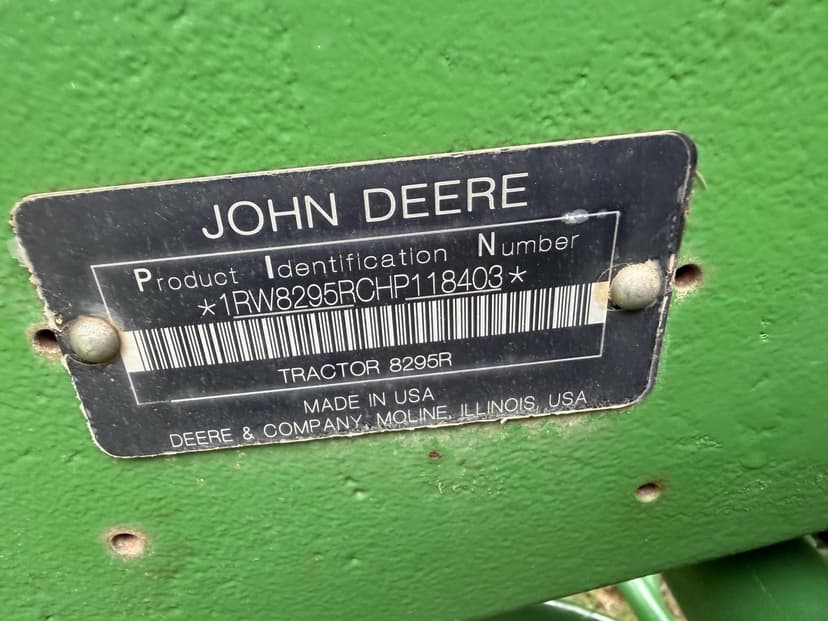 JOHN DEERE
Product Identification Number
*1RW8295RCHP118403*
TRACTOR 8295R
MADE IN USA
DEERE & COMPANY, MOLINE, ILLINOIS, USA